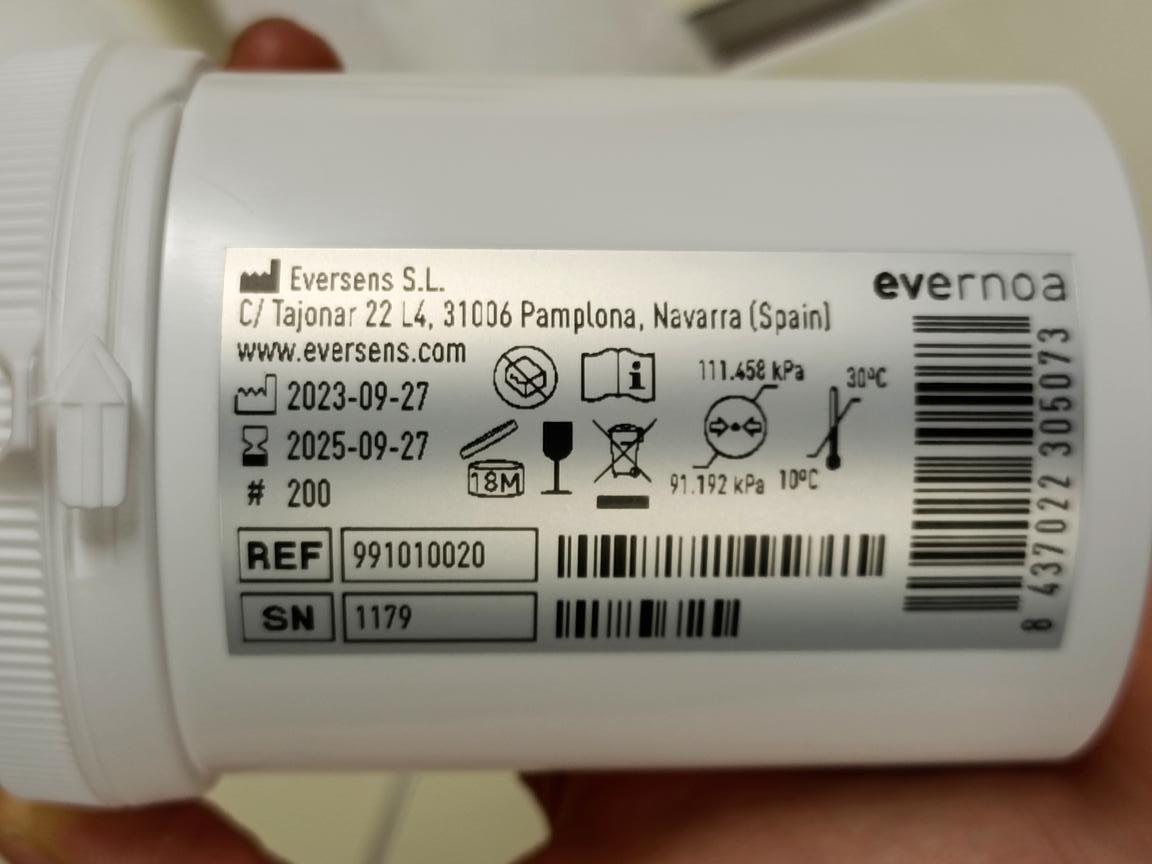 Eversens S.L.
C/ Tajonar 22 L4, 31006 Pamplona, Navarra (Spain)
www.eversens.com
2023-09-27
2025-09-27
# 200
18M
111.458 kPa
91.192 kPa
30ºC
10ºC
REF 991010020
SN 1179
evernoa
8 437022 305073